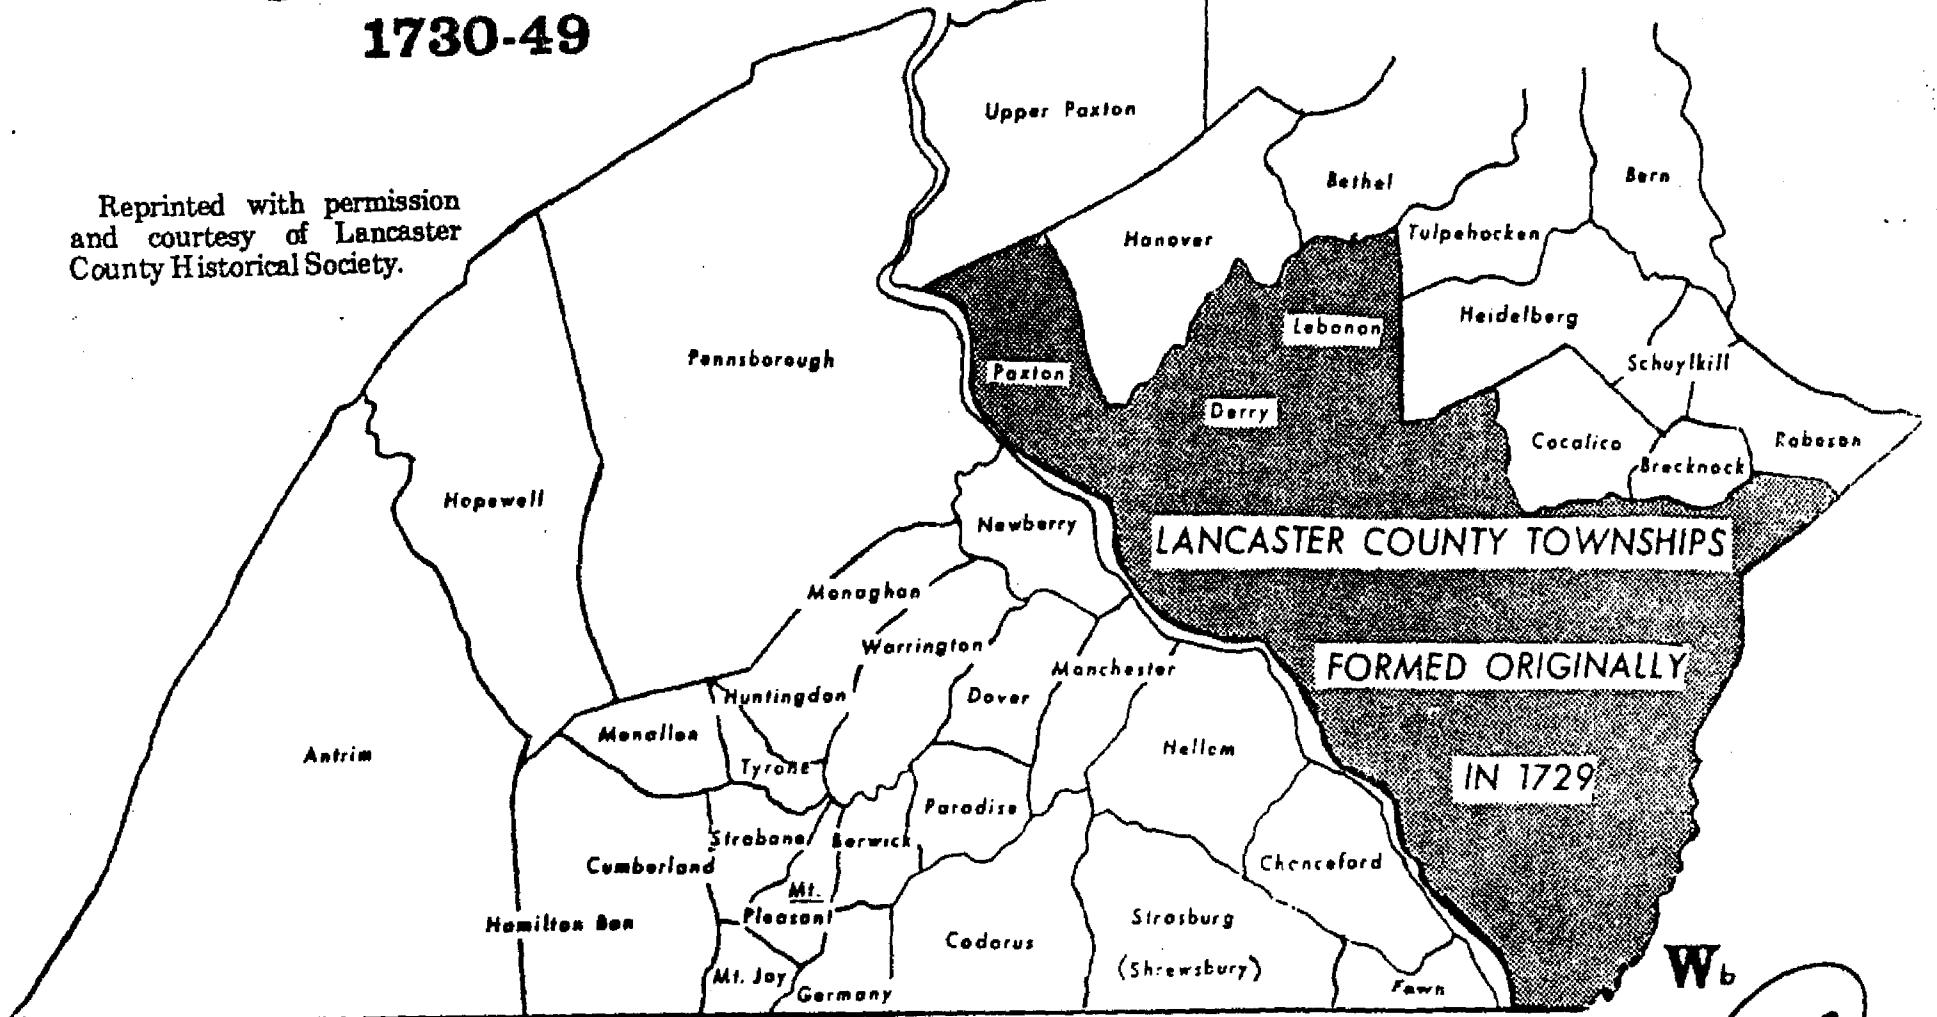 1730-49
Reprinted with permission
and courtesy of Lancaster
County Historical Society.
Upper Paxton
Bethel
Bern
Hanover
Tulpehocken
Lebanon
Heidelberg
Pennsborough
Paxton
Schuylkill
Derry
Cocalico
Robeson
Brecknock
Hopewell
Newberry
LANCASTER COUNTY TOWNSHIPS
FORMED ORIGINALLY
IN 1729
Monaghan
Warrington
Manchester
Huntingdon
Dover
Menallen
Hellem
Antrim
Tyrone
Paradise
Strabane
Berwick
Cumberland
Chanceford
Mt.
Pleasant
Hamilton Ban
Strasburg
(Shrewsbury)
Codorus
Mt. Joy
Germany
Fawn
Wb